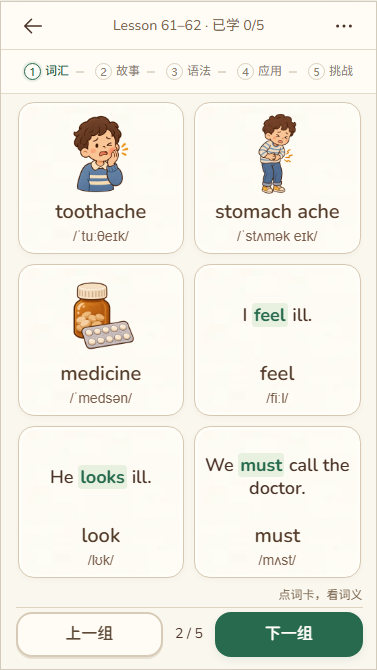 Lesson 61–62 · 已学 0/5
1 词汇 – 2 故事 – 3 语法 – 4 应用 – 5 挑战
toothache
/ˈtuːθeɪk/
stomach ache
/ˈstʌmək eɪk/
medicine
/ˈmedsən/
I feel ill.
feel
/fiːl/
He looks ill.
look
/lʊk/
We must call the
doctor.
must
/mʌst/
点词卡，看词义
上一组
2 / 5
下一组